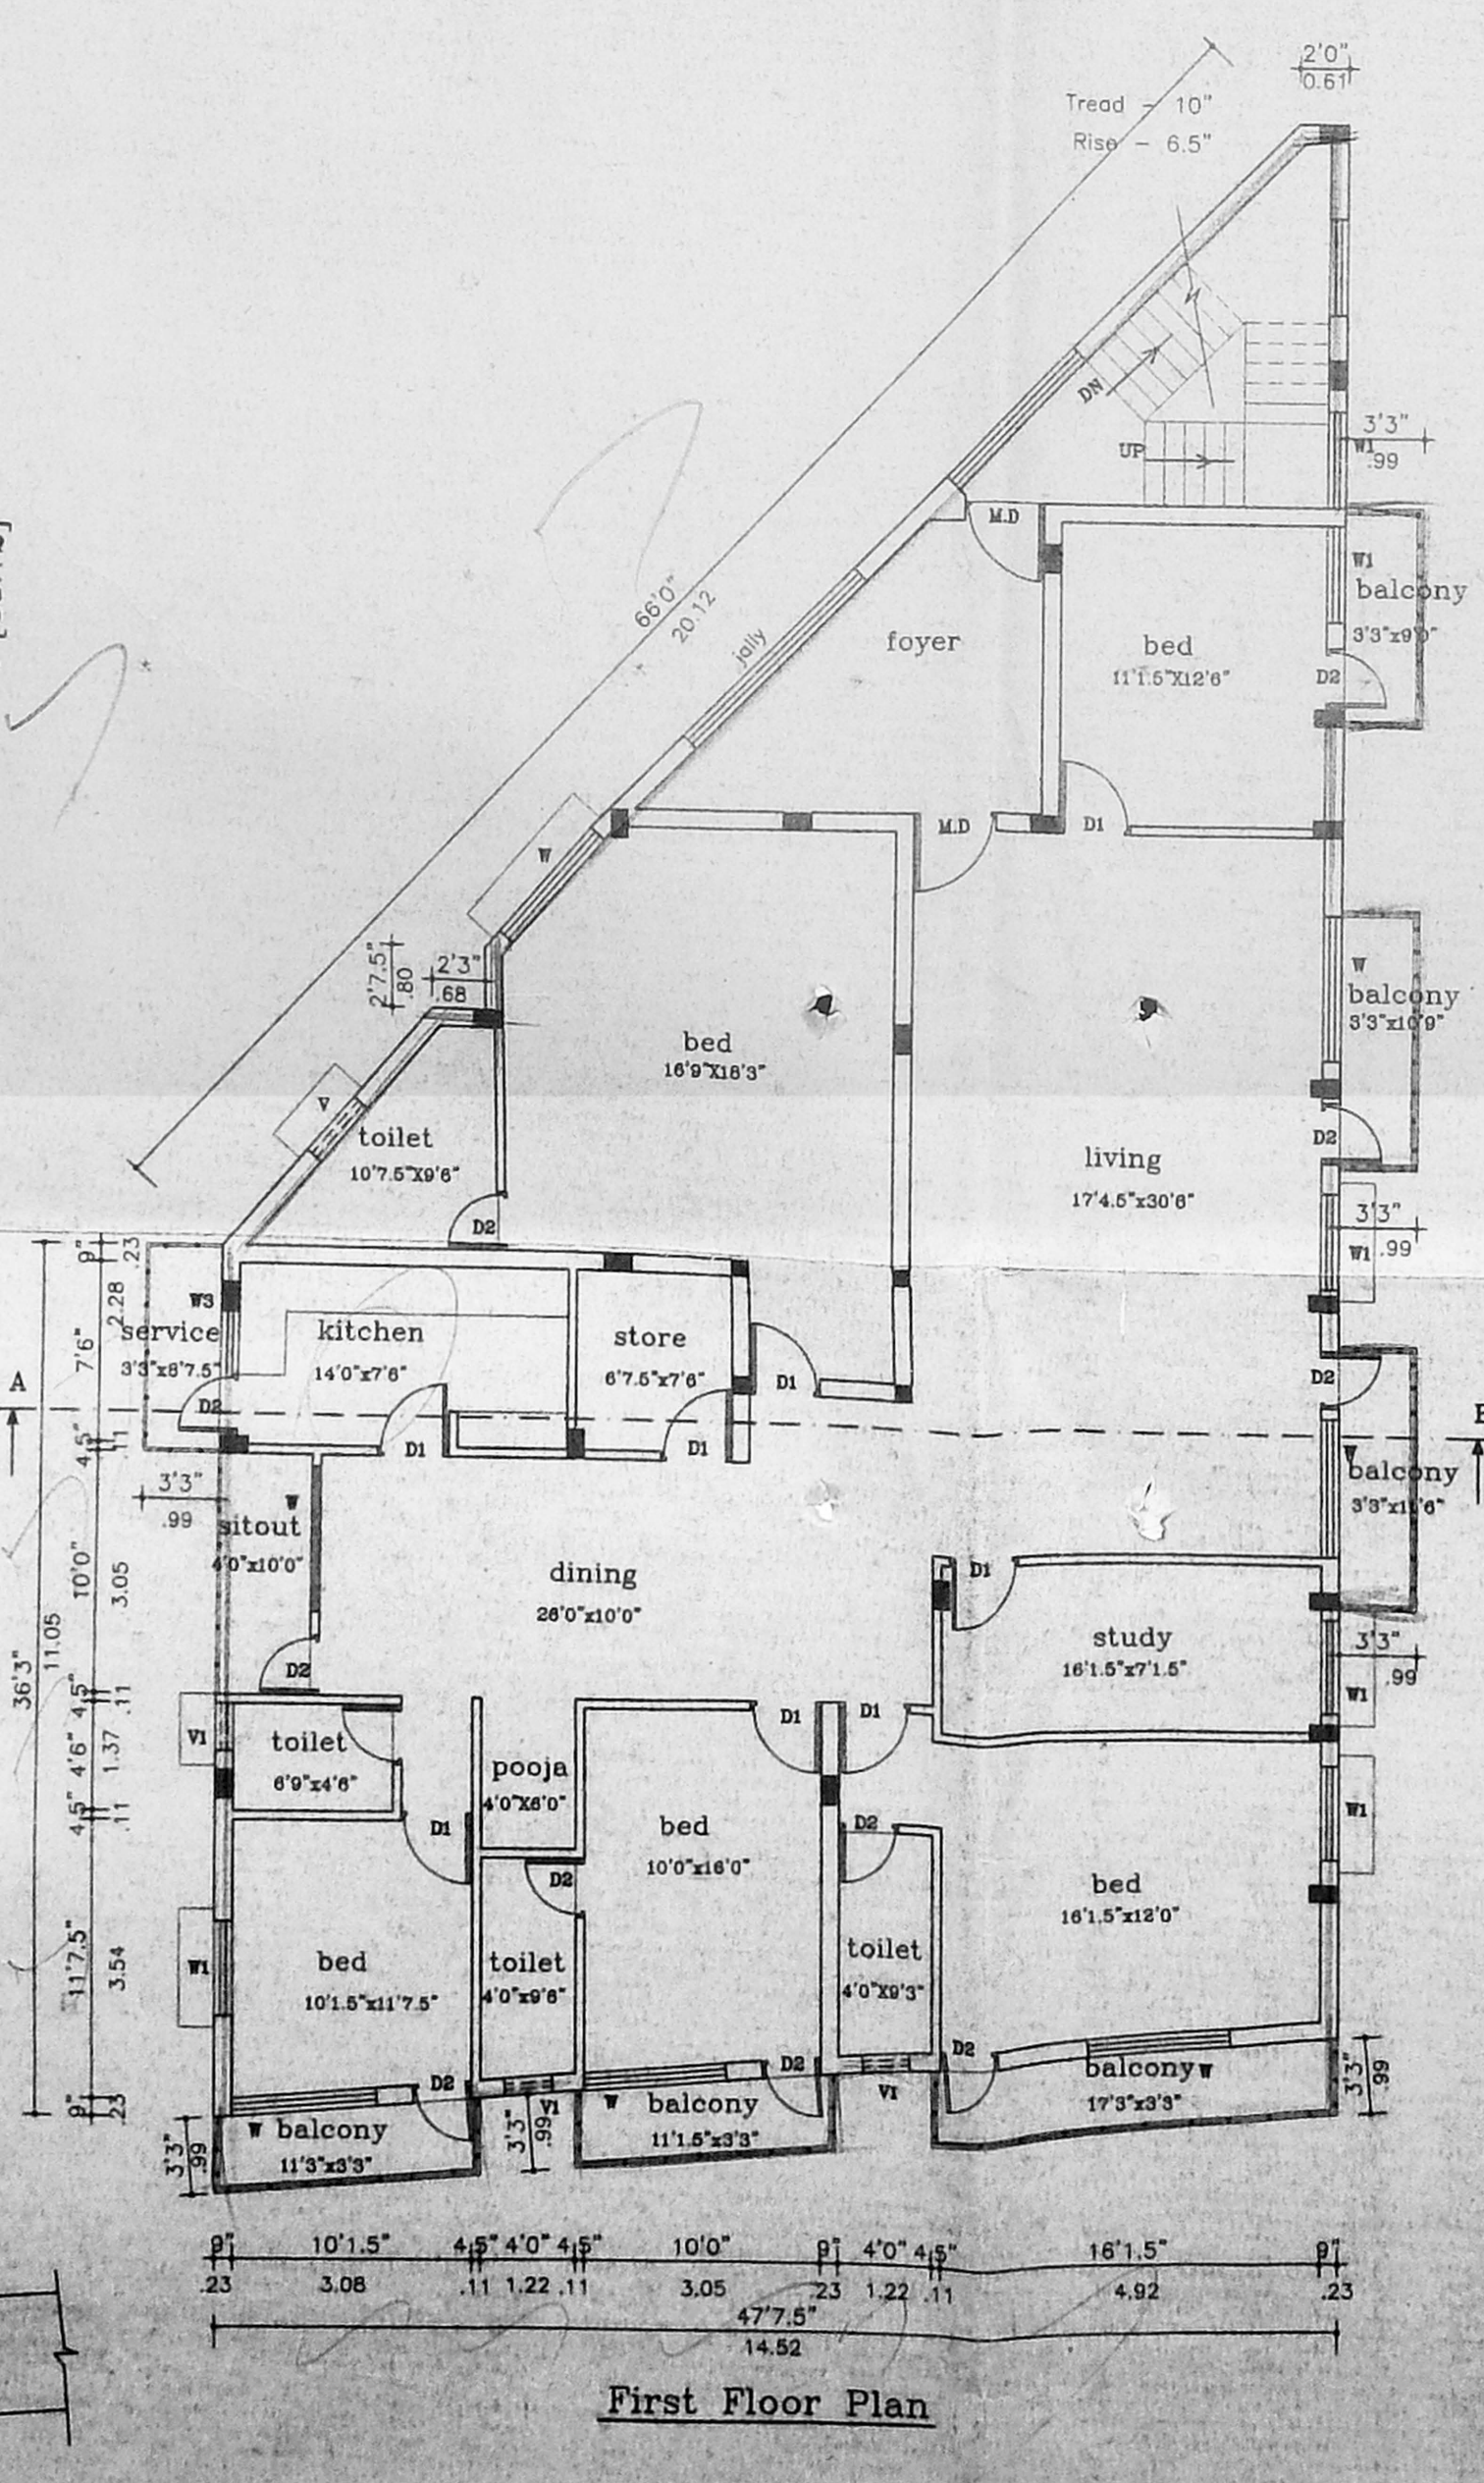 2'0"
0.61
Tread - 10"
Rise - 6.5"
DN
UP
3'3"
W1
.99
M.D
66'0"
20.12
jally
foyer
bed
11'1.5"X12'6"
W1
balcony
3'3"x9'0"
D2
W
M.D
D1
2'7.5"
.80
2'3"
.68
bed
16'9"X18'3"
W
balcony
3'3"x10'9"
V
toilet
10'7.5"X9'6"
D2
living
17'4.5"x30'6"
D2
3'3"
W1 .99
9"
.23
2.28
7'6"
W3
service
3'3"x8'7.5"
kitchen
14'0"x7'6"
store
6'7.5"x7'6"
D1
D2
A
D2
D1
D1
4.5"
.11
W
balcony
3'3"x11'6"
3'3"
.99
W
sitout
4'0"x10'0"
10'0"
3.05
dining
26'0"x10'0"
D1
study
16'1.5"x7'1.5"
3'3"
.99
W1
D2
36'3"
11.05
4.5"
.11
4'6"
1.37
4.5"
.11
V1
toilet
6'9"x4'6"
pooja
4'0"X6'0"
D1
D1
D1
bed
10'0"x16'0"
D2
D2
W1
bed
16'1.5"x12'0"
11'7.5"
3.54
W1
bed
10'1.5"x11'7.5"
toilet
4'0"x9'6"
toilet
4'0"X9'3"
9"
.23
D2
D2
D2
W balcony
11'3"x3'3"
3'3"
.99
V1
3'3"
.99
W balcony
11'1.5"x3'3"
V1
balcony W
17'3"x3'3"
3'3"
.99
9" 10'1.5" 4.5" 4'0" 4.5" 10'0" 9" 4'0" 4.5" 16'1.5" 9"
.23 3.08 .11 1.22 .11 3.05 .23 1.22 .11 4.92 .23
47'7.5"
14.52
First Floor Plan